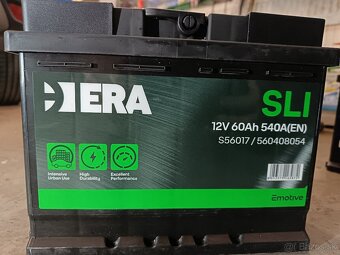 ERA
SLI
12V 60Ah 540A(EN)
S56017 / 560408054
Intensive
Urban Use
High
Durability
Excellent
Performance
Emotive